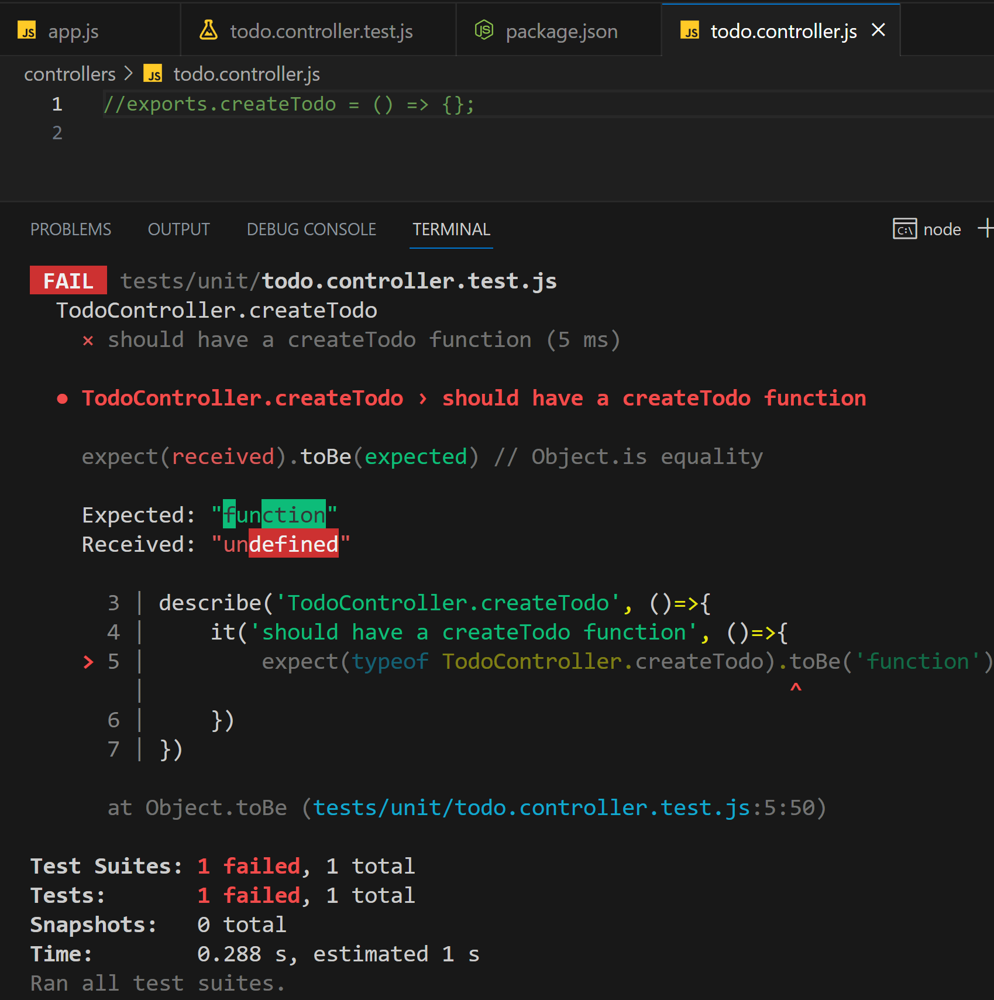 JS app.js todo.controller.test.js JS package.json JS todo.controller.js
controllers > JS todo.controller.js
1 //exports.createTodo = () => {};
2
PROBLEMS OUTPUT DEBUG CONSOLE TERMINAL C:\ node
FAIL tests/unit/todo.controller.test.js
TodoController.createTodo
× should have a createTodo function (5 ms)
● TodoController.createTodo › should have a createTodo function
expect(received).toBe(expected) // Object.is equality
Expected: "function"
Received: "undefined"
3 | describe('TodoController.createTodo', ()=>{
4 | it('should have a createTodo function', ()=>{
> 5 | expect(typeof TodoController.createTodo).toBe('function')
| ^
6 | })
7 | })
at Object.toBe (tests/unit/todo.controller.test.js:5:50)
Test Suites: 1 failed, 1 total
Tests: 1 failed, 1 total
Snapshots: 0 total
Time: 0.288 s, estimated 1 s
Ran all test suites.